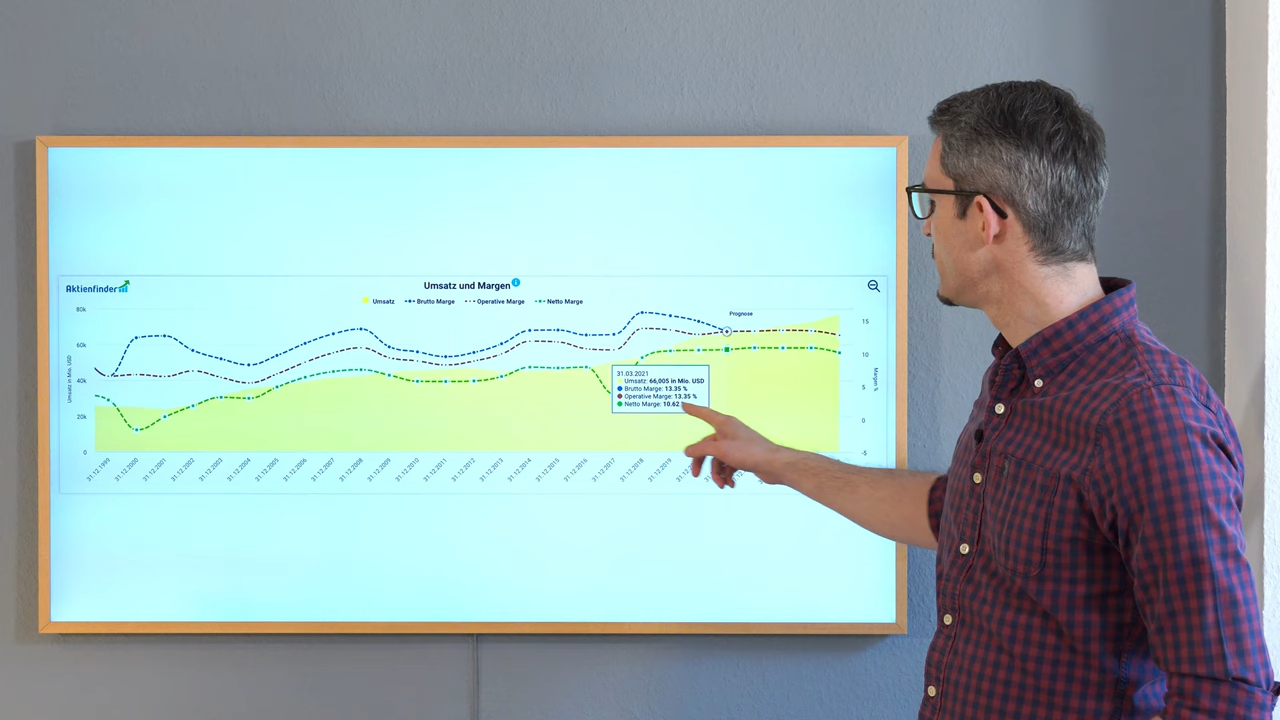 Aktienfinder
Umsatz und Margen
Umsatz Brutto Marge Operative Marge Netto Marge
Prognose
80k
60k
40k
20k
0
Umsatz in Mio. USD
15
10
5
0
-5
Margen %
31.03.2021
Umsatz: 66,005 in Mio. USD
Brutto Marge: 13.35 %
Operative Marge: 13.35 %
Netto Marge: 10.62
31.12.1999
31.12.2000
31.12.2001
31.12.2002
31.12.2003
31.12.2004
31.12.2005
31.12.2006
31.12.2007
31.12.2008
31.12.2009
31.12.2010
31.12.2011
31.12.2012
31.12.2013
31.12.2014
31.12.2015
31.12.2016
31.12.2017
31.12.2018
31.12.2019